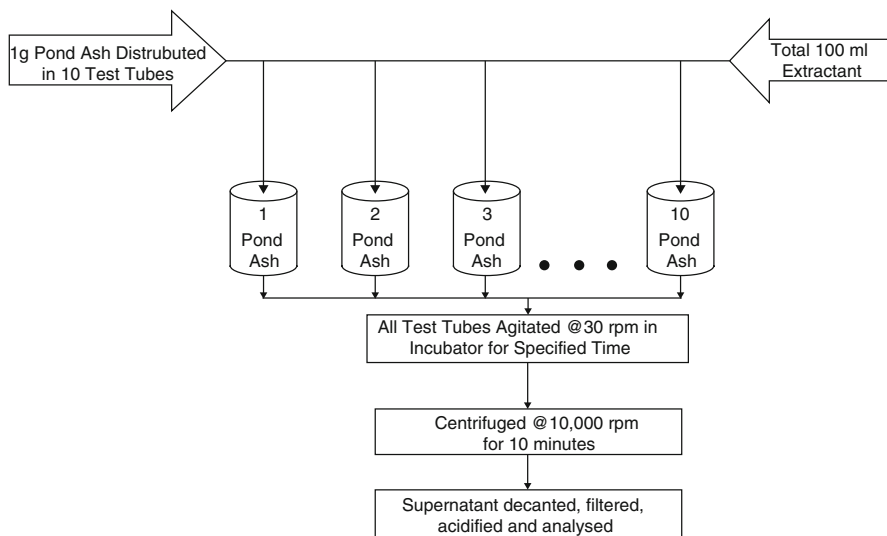 1g Pond Ash Distrubuted
in 10 Test Tubes
Total 100 ml
Extractant
1
Pond
Ash
2
Pond
Ash
3
Pond
Ash
10
Pond
Ash
All Test Tubes Agitated @30 rpm in
Incubator for Specified Time
Centrifuged @10,000 rpm
for 10 minutes
Supernatant decanted, filtered,
acidified and analysed